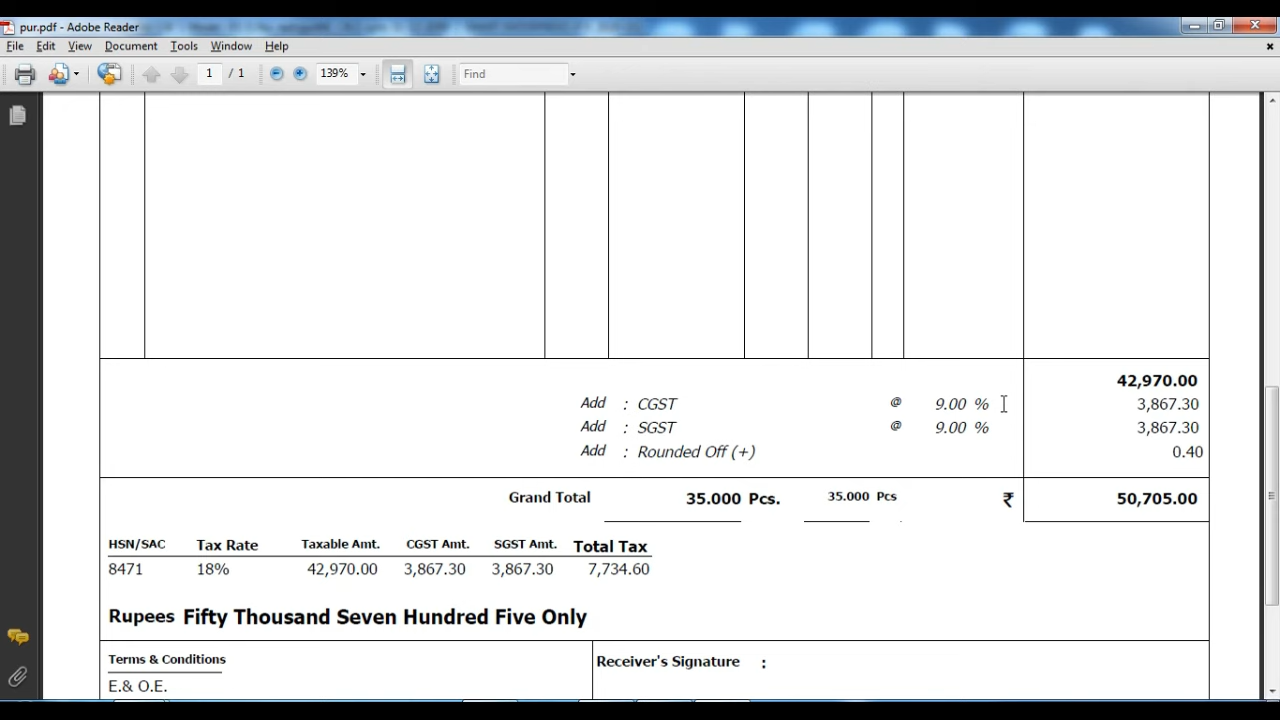 pur.pdf - Adobe Reader
File Edit View Document Tools Window Help
1 / 1 139% Find
42,970.00
Add : CGST @ 9.00 % 3,867.30
Add : SGST @ 9.00 % 3,867.30
Add : Rounded Off (+) 0.40
Grand Total 35.000 Pcs. 35.000 Pcs ₹ 50,705.00
HSN/SAC Tax Rate Taxable Amt. CGST Amt. SGST Amt. Total Tax
8471 18% 42,970.00 3,867.30 3,867.30 7,734.60
Rupees Fifty Thousand Seven Hundred Five Only
Terms & Conditions Receiver's Signature :
E.& O.E.